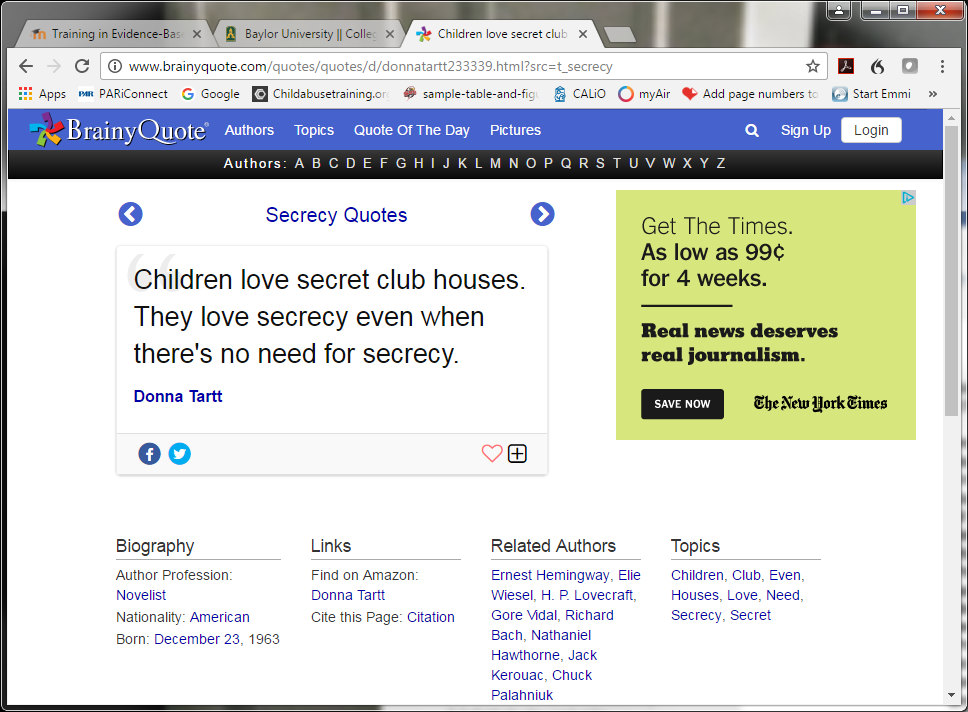 Training in Evidence-Bas
Baylor University || Colleg
Children love secret club
www.brainyquote.com/quotes/quotes/d/donnatartt233339.html?src=t_secrecy
Apps PARiConnect Google Childabusetraining.org sample-table-and-figu CALiO myAir Add page numbers to Start Emmi »
BrainyQuote® Authors Topics Quote Of The Day Pictures Sign Up Login
Authors: A B C D E F G H I J K L M N O P Q R S T U V W X Y Z
Secrecy Quotes
Children love secret club houses.
They love secrecy even when
there's no need for secrecy.
Donna Tartt
Get The Times.
As low as 99¢
for 4 weeks.
Real news deserves
real journalism.
SAVE NOW
The New York Times
Biography
Author Profession:
Novelist
Nationality: American
Born: December 23, 1963
Links
Find on Amazon:
Donna Tartt
Cite this Page: Citation
Related Authors
Ernest Hemingway, Elie
Wiesel, H. P. Lovecraft,
Gore Vidal, Richard
Bach, Nathaniel
Hawthorne, Jack
Kerouac, Chuck
Palahniuk
Topics
Children, Club, Even,
Houses, Love, Need,
Secrecy, Secret